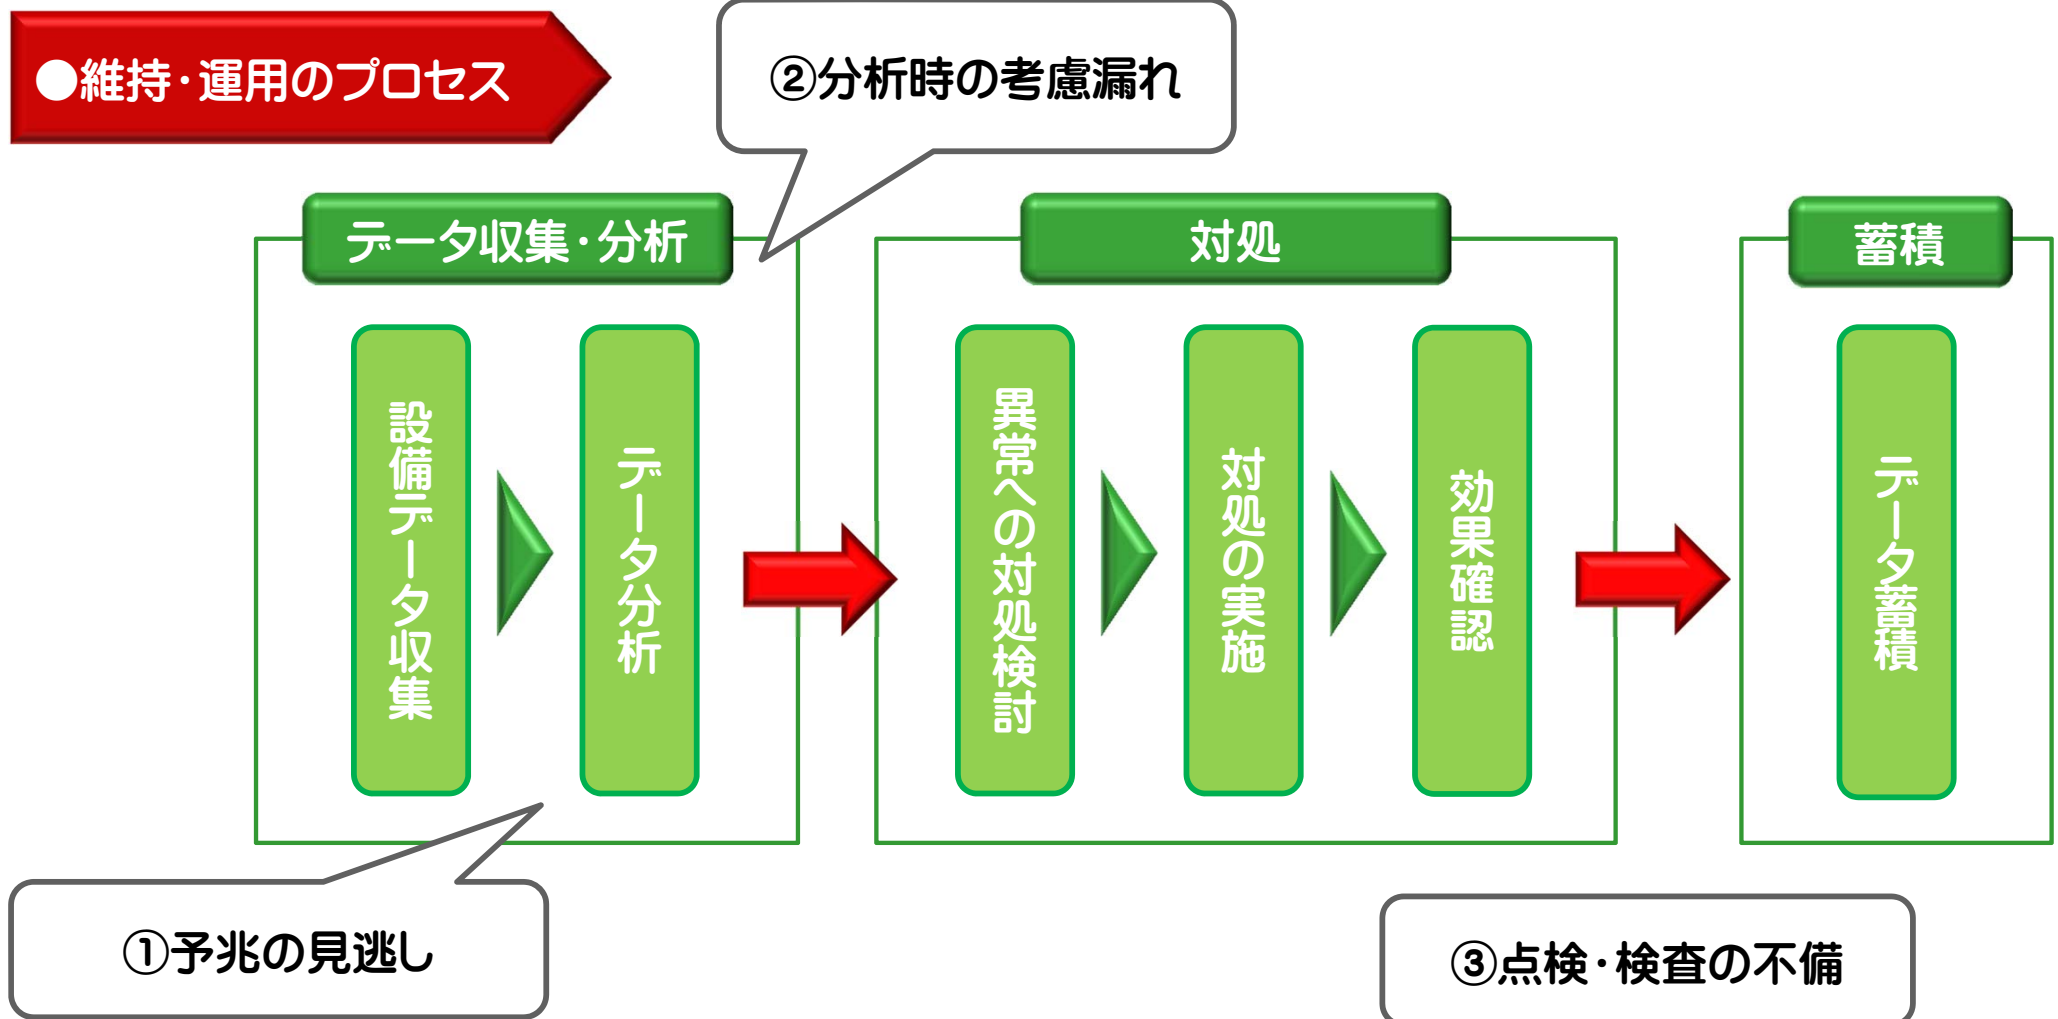 ●維持・運用のプロセス
②分析時の考慮漏れ
データ収集・分析
対処
蓄積
設備データ収集
データ分析
異常への対処検討
対処の実施
効果確認
データ蓄積
①予兆の見逃し
③点検・検査の不備